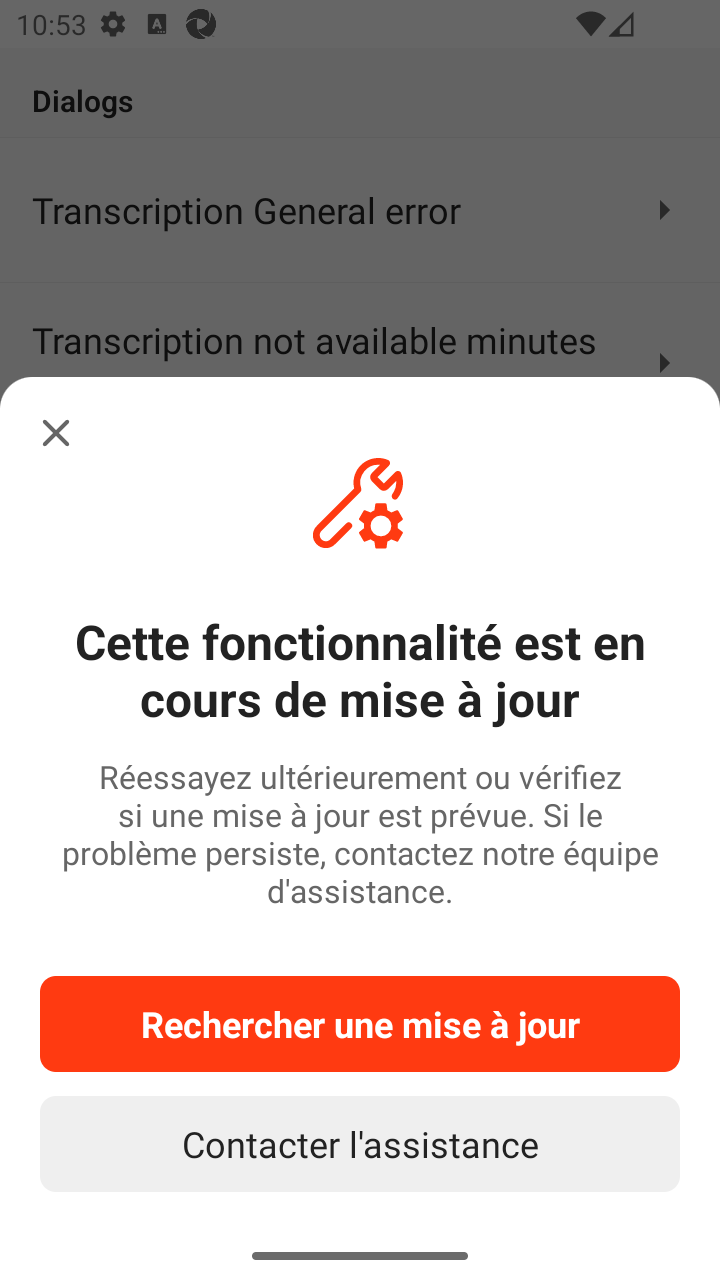 10:53
Dialogs
Transcription General error
Transcription not available minutes
Cette fonctionnalité est en
cours de mise à jour
Réessayez ultérieurement ou vérifiez
si une mise à jour est prévue. Si le
problème persiste, contactez notre équipe
d'assistance.
Rechercher une mise à jour
Contacter l'assistance